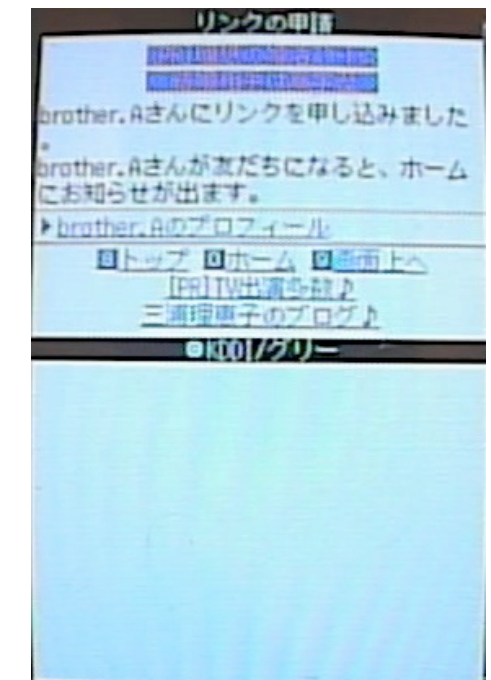 リンクの申請
brother.Aさんにリンクを申し込みました
。
brother.Aさんが友だちになると、ホーム
にお知らせが出ます。
brother.Aのプロフィール
トップ 0ホーム 画面上へ
[PR]TV出演多数♪
三浦理恵子のブログ♪
©KDDI/グリー